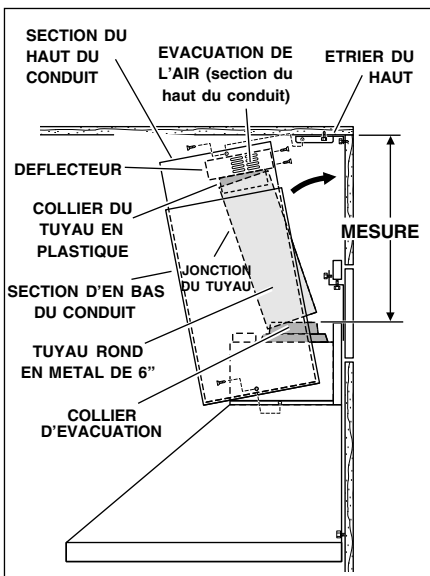 SECTION DU
HAUT DU
CONDUIT
EVACUATION DE
L'AIR (section du
haut du conduit)
ETRIER DU
HAUT
DEFLECTEUR
COLLIER DU
TUYAU EN
PLASTIQUE
MESURE
JONCTION
DU TUYAU
SECTION D'EN BAS
DU CONDUIT
TUYAU ROND
EN METAL DE 6”
COLLIER
D'EVACUATION